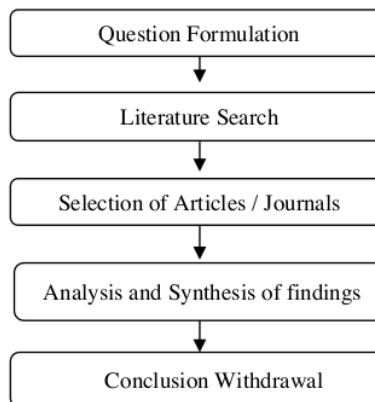 Question Formulation
Literature Search
Selection of Articles / Journals
Analysis and Synthesis of findings
Conclusion Withdrawal